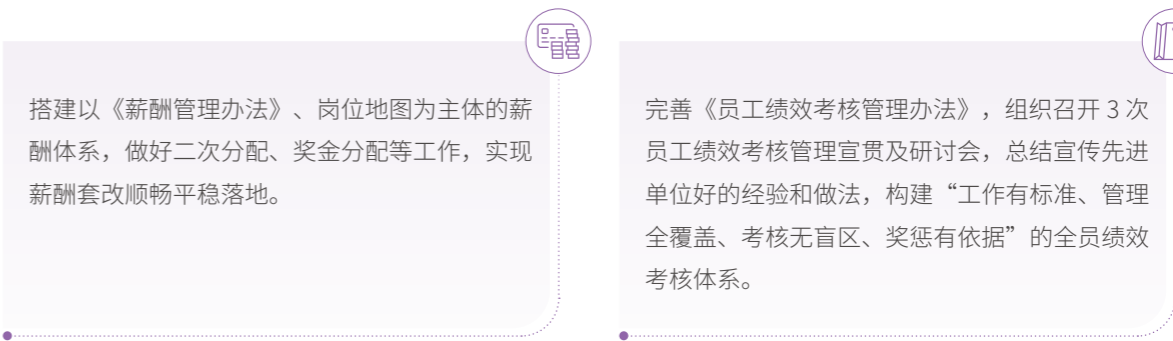 搭建以《薪酬管理办法》、岗位地图为主体的薪
酬体系，做好二次分配、奖金分配等工作，实现
薪酬套改顺畅平稳落地。
完善《员工绩效考核管理办法》，组织召开 3 次
员工绩效考核管理宣贯及研讨会，总结宣传先进
单位好的经验和做法，构建“工作有标准、管理
全覆盖、考核无盲区、奖惩有依据”的全员绩效
考核体系。